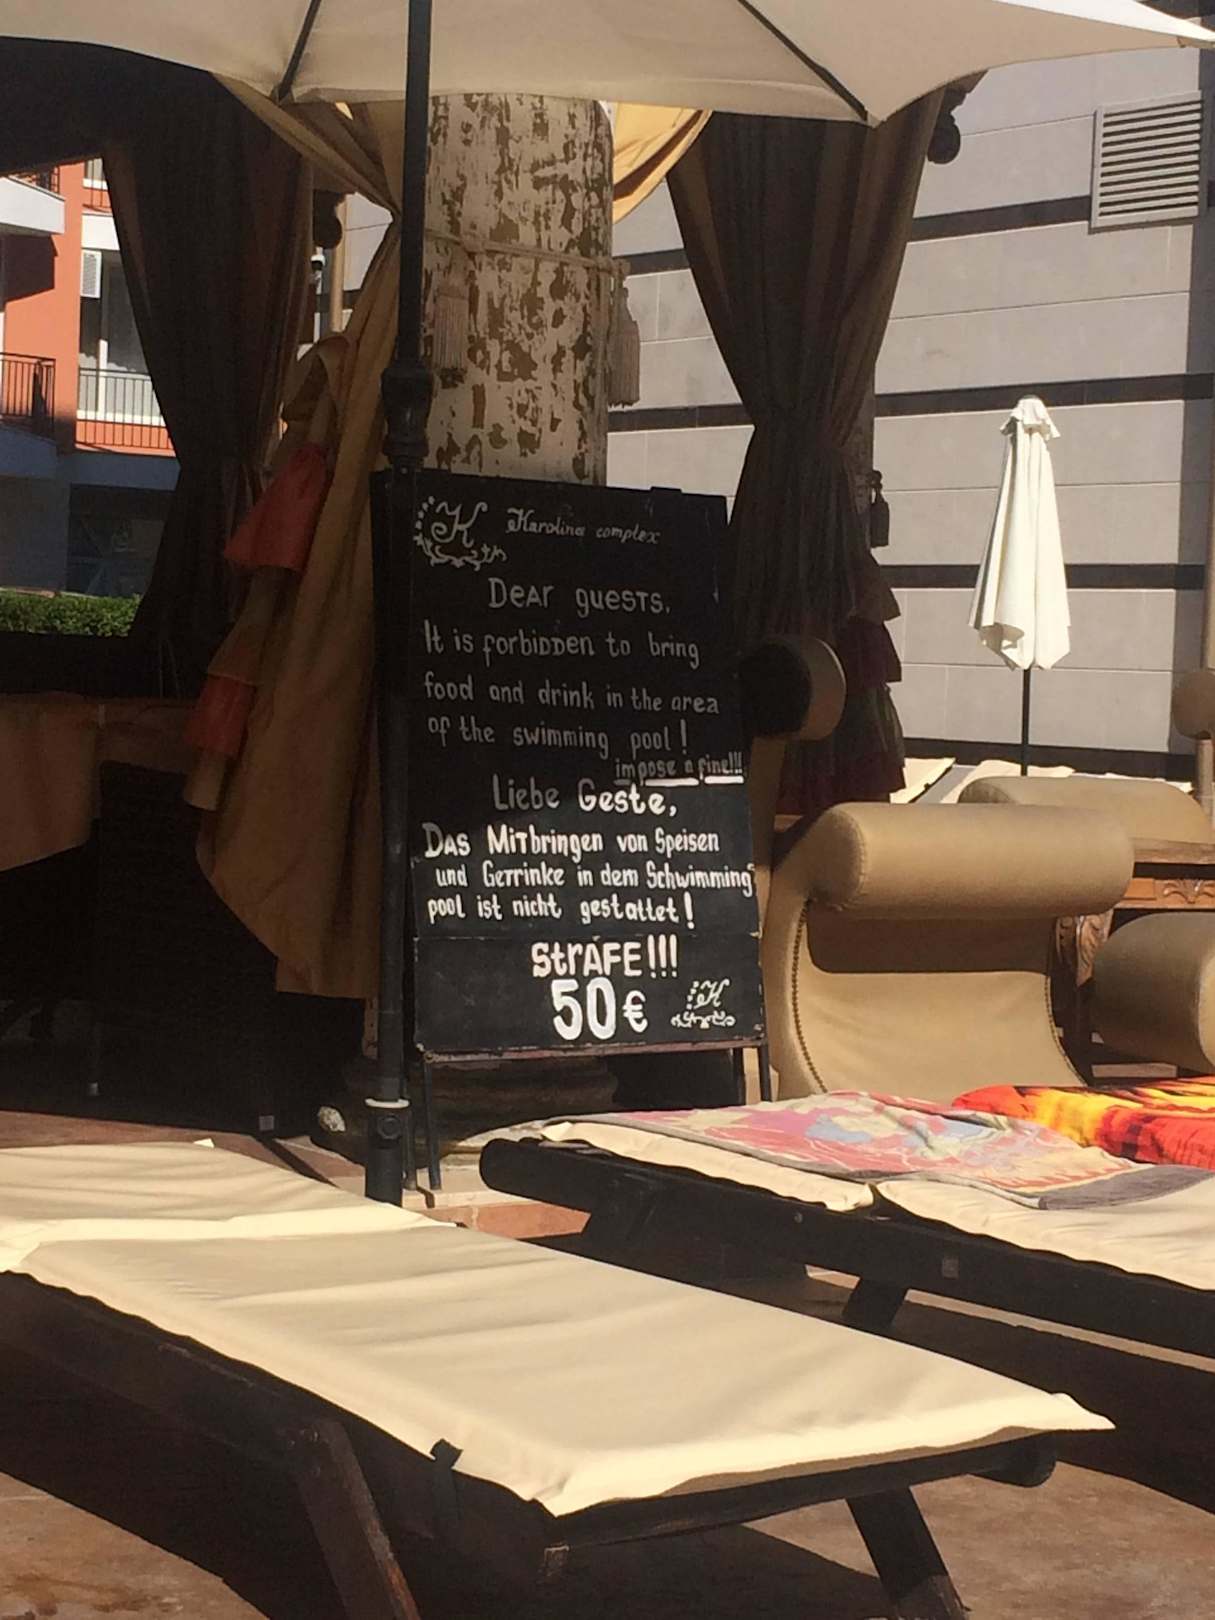 K Karolina complex
Dear guests,
It is forbidden to bring
food and drink in the area
of the swimming pool!
impose a fine!!!
Liebe Geste,
Das Mitbringen von Speisen
und Gerrinke in dem Schwimming
pool ist nicht gestattet!
StrAFE!!!
50€ K